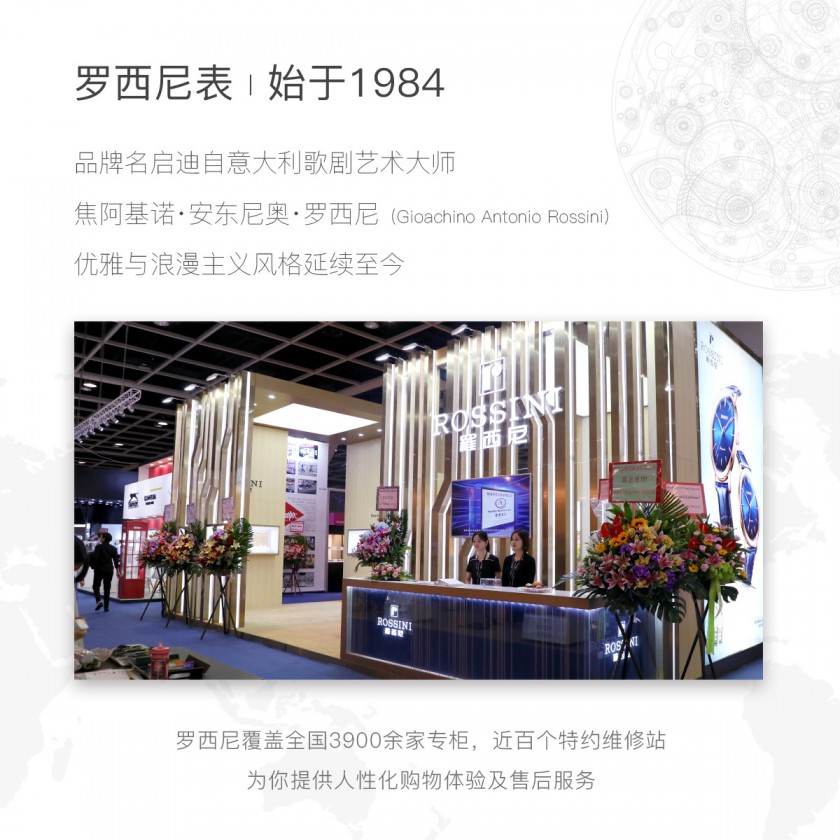 罗西尼表 | 始于1984
品牌名启迪自意大利歌剧艺术大师
焦阿基诺·安东尼奥·罗西尼 (Gioachino Antonio Rossini)
优雅与浪漫主义风格延续至今
ROSSINI
羅西尼
ROSSINI
羅西尼
ROSSINI
ROSSINI
罗西尼覆盖全国3900余家专柜，近百个特约维修站
为你提供人性化购物体验及售后服务